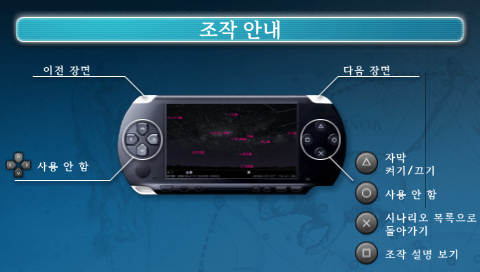 조작 안내
이전 장면
다음 장면
사용 안 함
자막
켜기/끄기
사용 안 함
시나리오 목록으로
돌아가기
조작 설명 보기